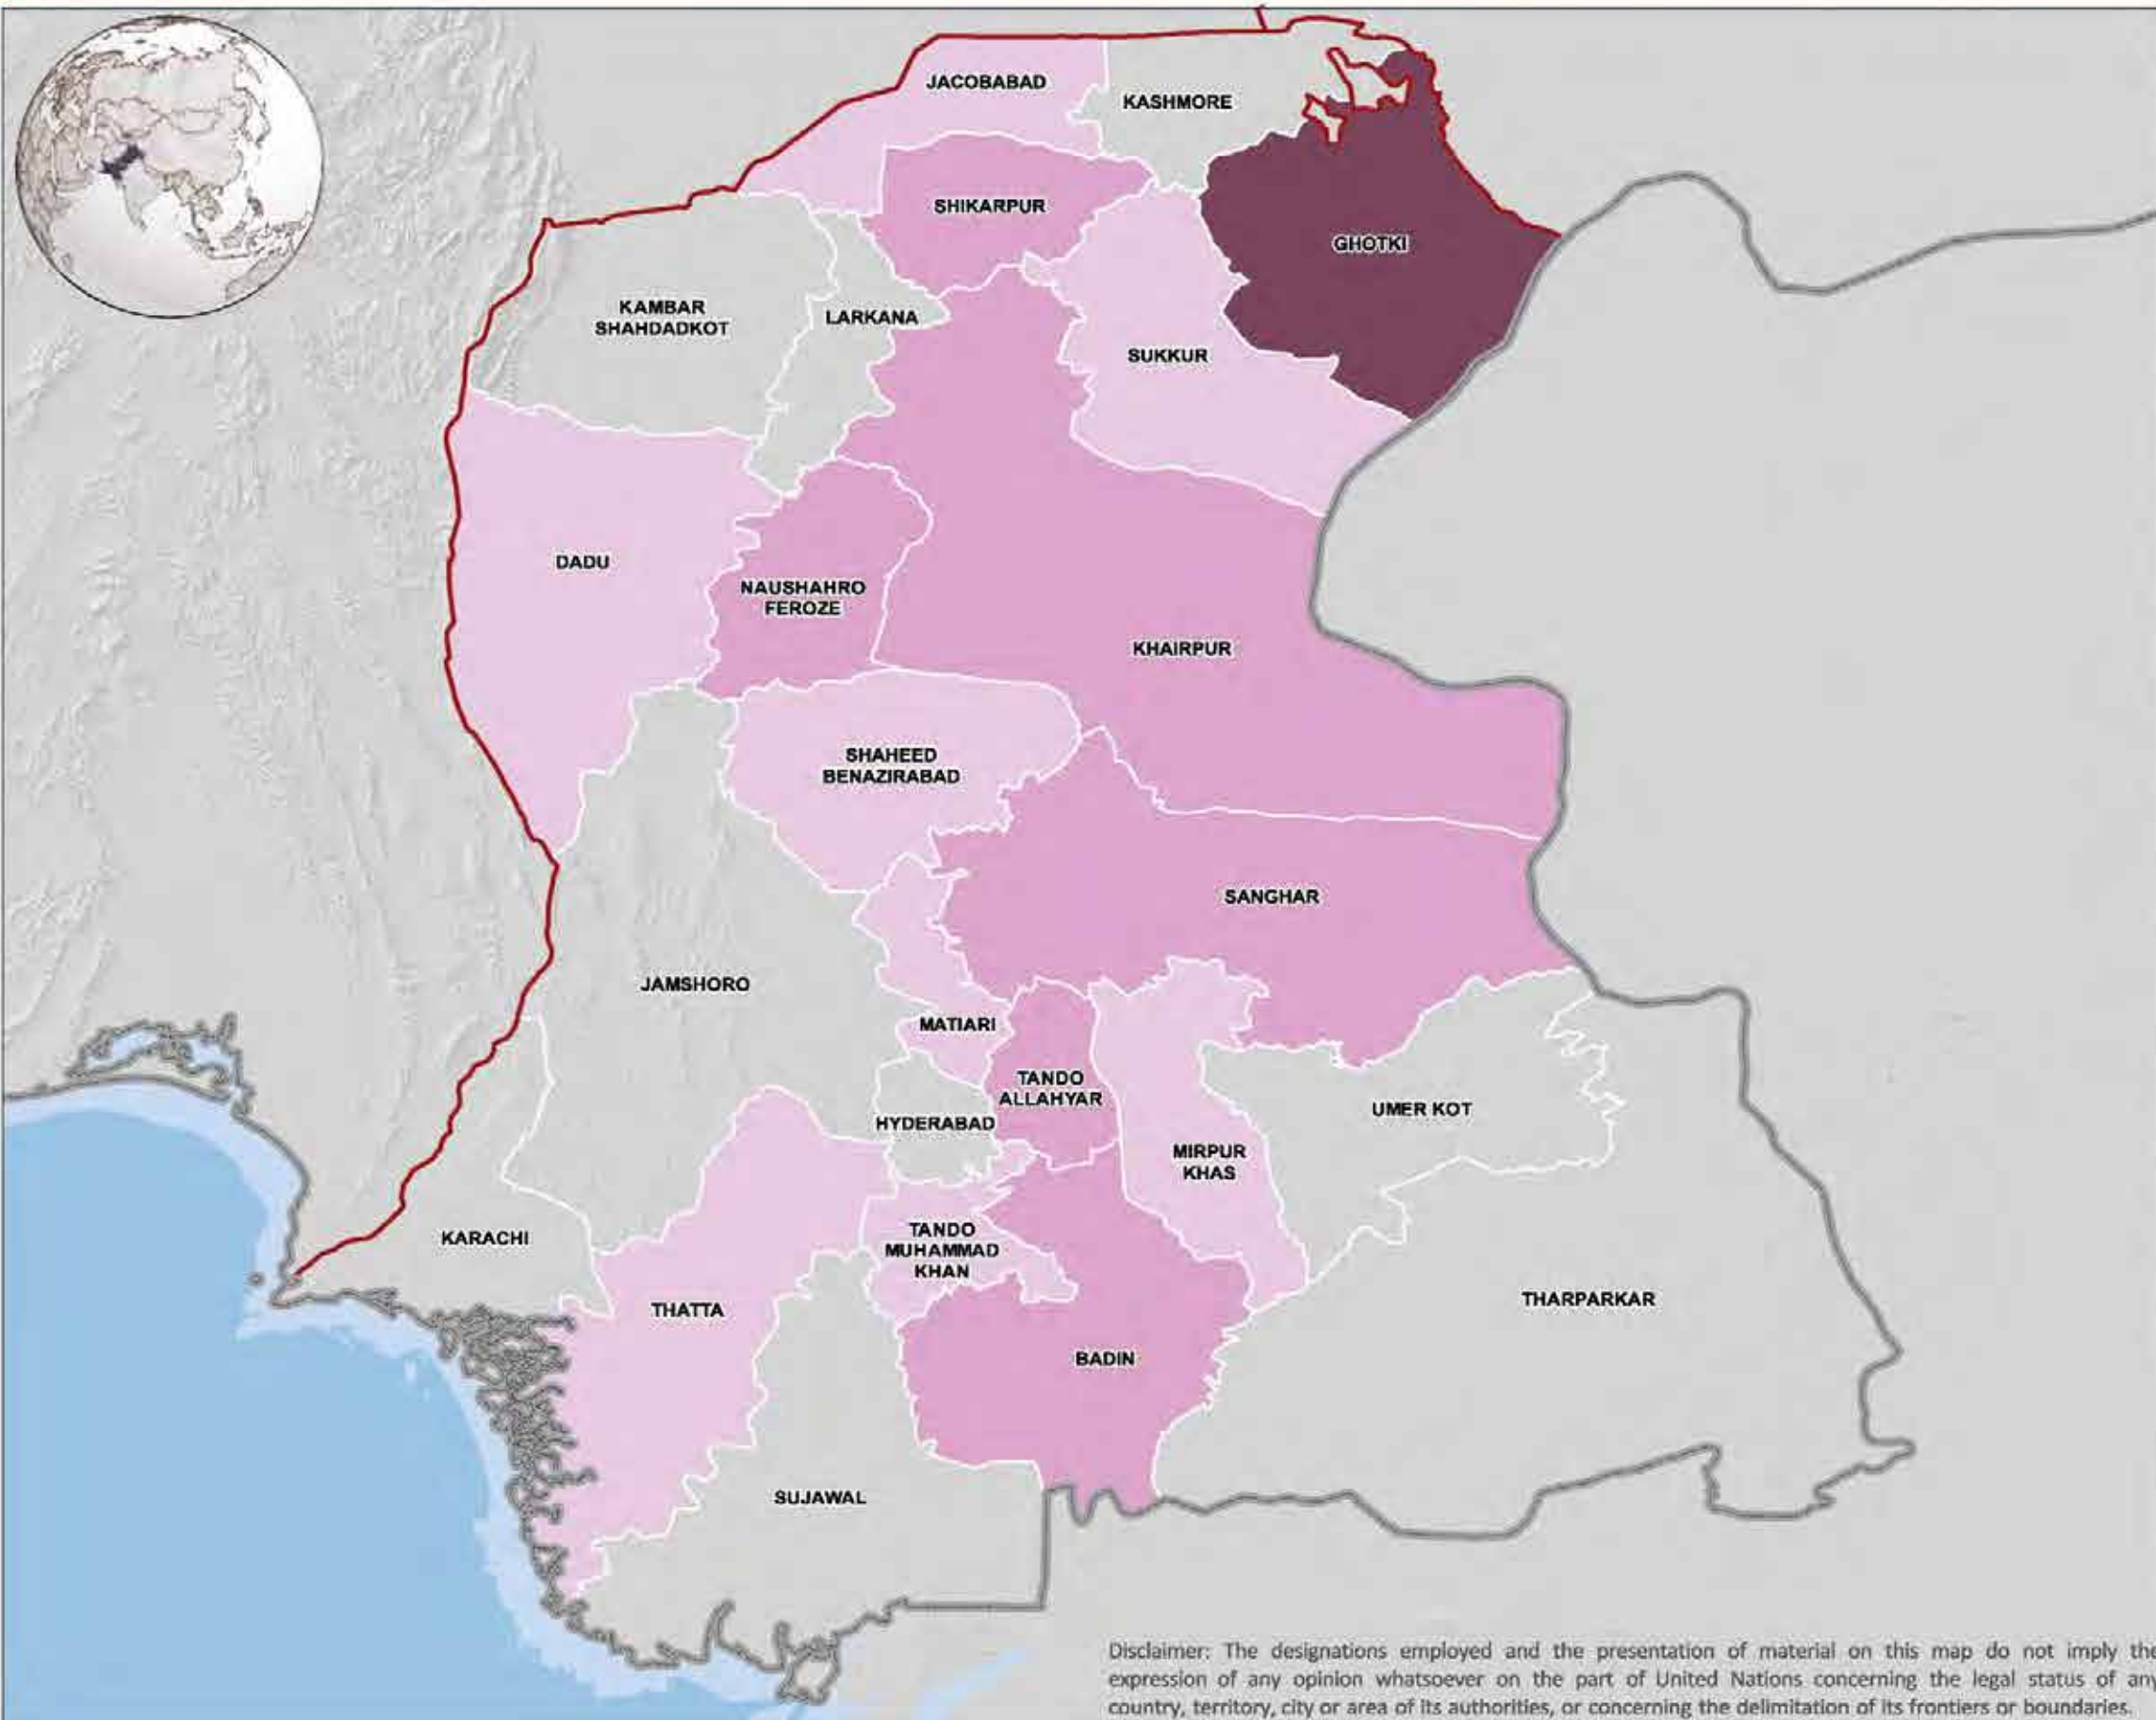 JACOBABAD
KASHMORE
SHIKARPUR
GHOTKI
KAMBAR
SHAHDADKOT
LARKANA
SUKKUR
DADU
NAUSHAHRO
FEROZE
KHAIRPUR
SHAHEED
BENAZIRABAD
SANGHAR
JAMSHORO
MATIARI
TANDO
ALLAHYAR
HYDERABAD
UMER KOT
MIRPUR
KHAS
KARACHI
TANDO
MUHAMMAD
KHAN
THATTA
THARPARKAR
BADIN
SUJAWAL
Disclaimer: The designations employed and the presentation of material on this map do not imply the
expression of any opinion whatsoever on the part of United Nations concerning the legal status of any
country, territory, city or area of its authorities, or concerning the delimitation of its frontiers or boundaries.